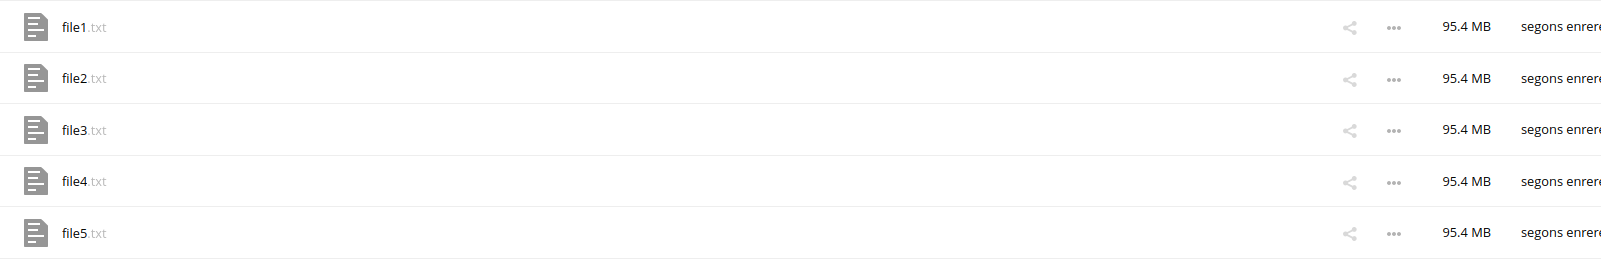 file1.txt 95.4 MB segons enrere
file2.txt 95.4 MB segons enrere
file3.txt 95.4 MB segons enrere
file4.txt 95.4 MB segons enrere
file5.txt 95.4 MB segons enrere